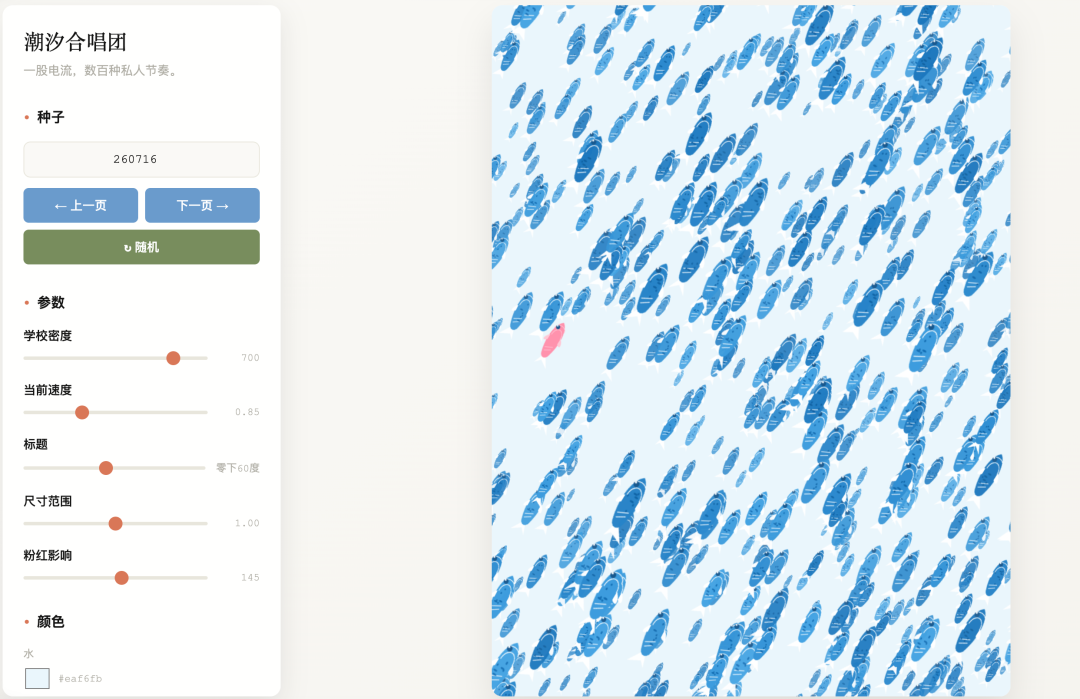 潮汐合唱团
一股电流，数百种私人节奏。
• 种子
260716
← 上一页
下一页 →
↻ 随机
• 参数
学校密度
700
当前速度
0.85
标题
零下60度
尺寸范围
1.00
粉红影响
145
• 颜色
水
#eaf6fb